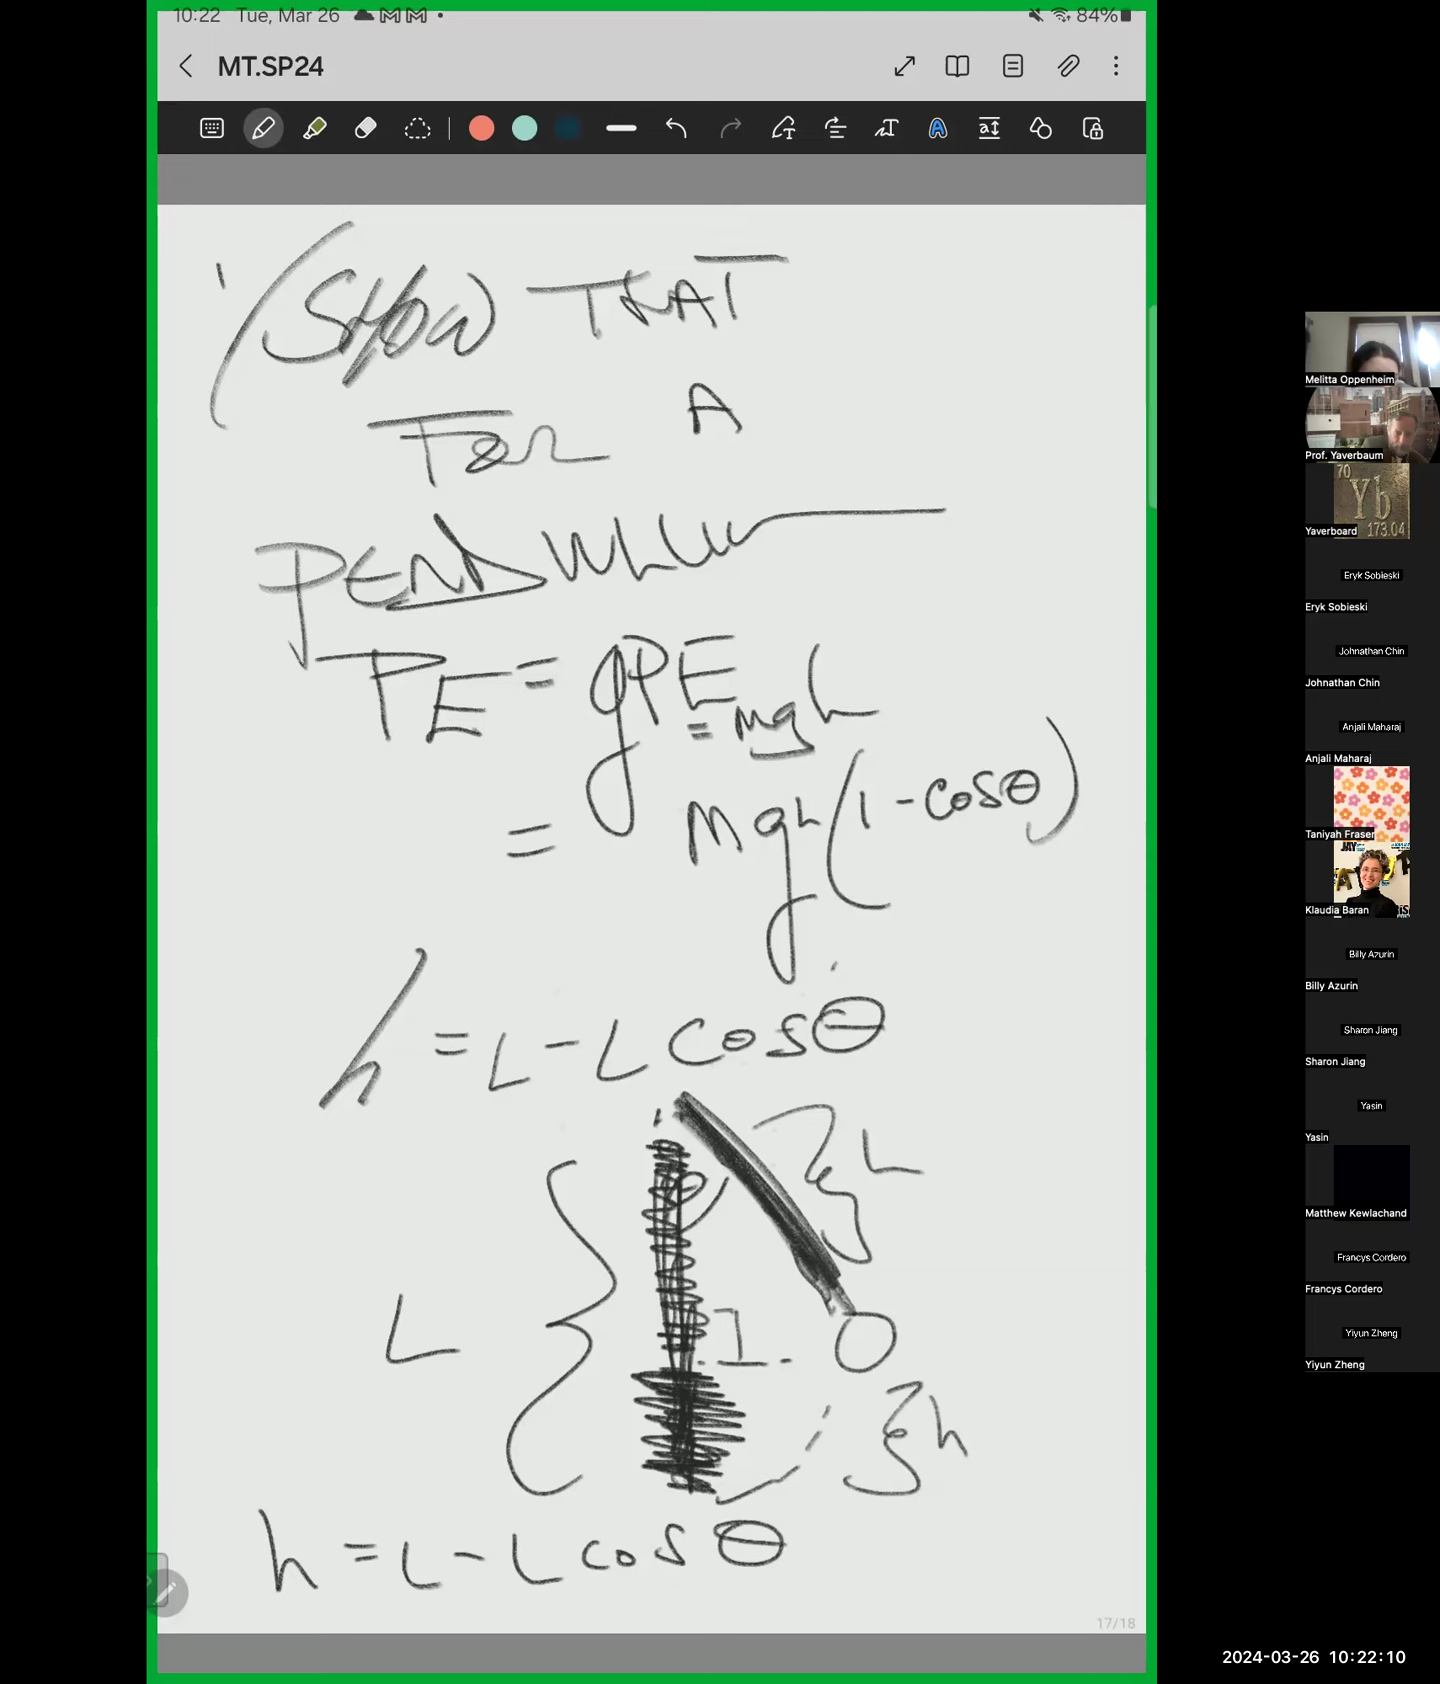 10:22 Tue, Mar 26 84%
MT.SP24
(SHOW) THAT
FOR A
PENDULUM
PE = gPE = mgh
= mgL(1-cosθ)
h = L-L cosθ
L
θ
L
h
h = L-L cosθ
17/18
Melitta Oppenheim
Prof. Yaverbaum
70
Yb
173.04
Yaverboard
Eryk Sobieski
Eryk Sobieski
Johnathan Chin
Johnathan Chin
Anjali Maharaj
Anjali Maharaj
Taniyah Fraser
JAY
Klaudia Baran
Billy Azurin
Billy Azurin
Sharon Jiang
Sharon Jiang
Yasin
Yasin
Matthew Kewlachand
Francys Cordero
Francys Cordero
Yiyun Zheng
Yiyun Zheng
2024-03-26 10:22:10